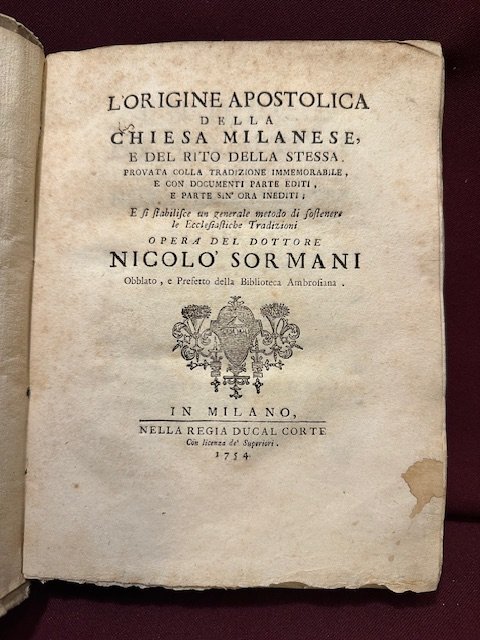 L'ORIGINE APOSTOLICA
DELLA
CHIESA MILANESE,
E DEL RITO DELLA STESSA.
PROVATA COLLA TRADIZIONE IMMEMORABILE,
E CON DOCUMENTI PARTE EDITI,
E PARTE SIN' ORA INEDITI;
E si stabilisce un generale metodo di sostenere
le Ecclesiastiche Tradizioni
OPERA DEL DOTTORE
NICOLO' SORMANI
Obblato, e Prefetto della Biblioteca Ambrosiana.
IN MILANO,
NELLA REGIA DUCAL CORTE
Con licenza de' Superiori.
1754